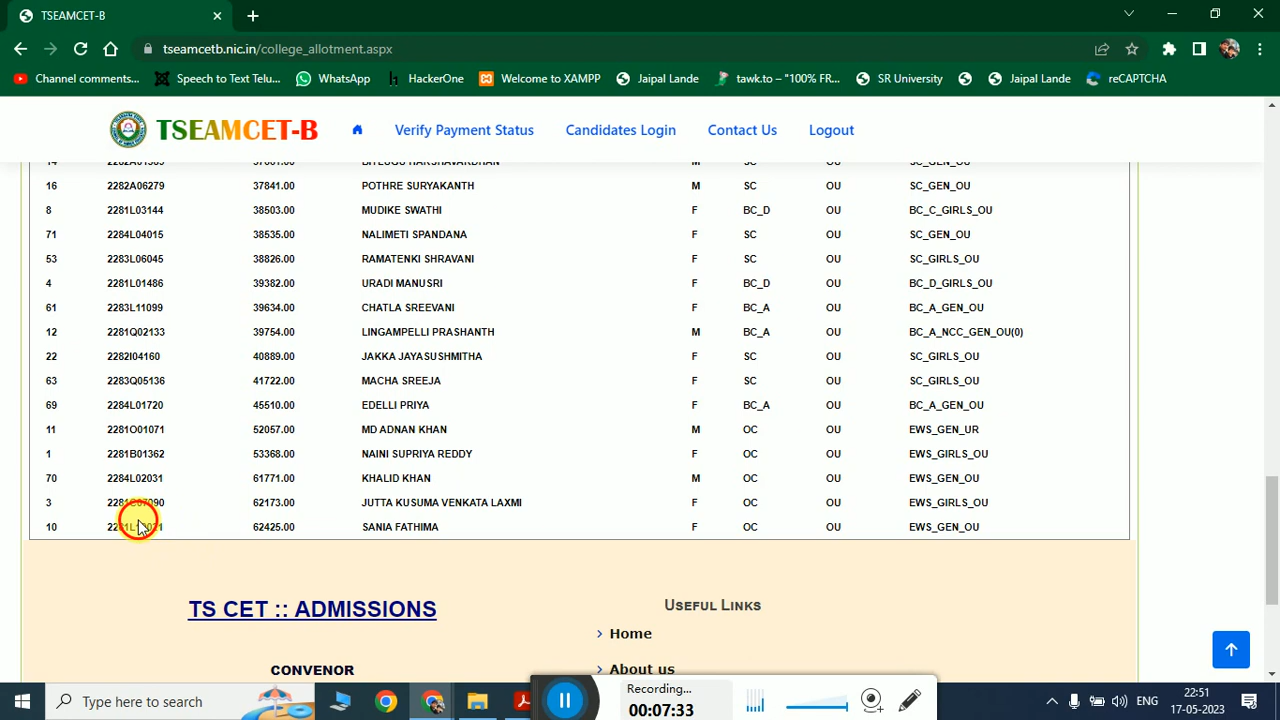 TSEAMCET-B
tseamcetb.nic.in/college_allotment.aspx
Channel comments... Speech to Text Telu... WhatsApp HackerOne Welcome to XAMPP Jaipal Lande tawk.to – "100% FR... SR University Jaipal Lande reCAPTCHA
TSEAMCET-B Verify Payment Status Candidates Login Contact Us Logout
16 2282A06279 37841.00 POTHRE SURYAKANTH M SC OU SC_GEN_OU
8 2281L03144 38503.00 MUDIKE SWATHI F BC_D OU BC_C_GIRLS_OU
71 2284L04015 38535.00 NALIMETI SPANDANA F SC OU SC_GEN_OU
53 2283L06045 38826.00 RAMATENKI SHRAVANI F SC OU SC_GIRLS_OU
4 2281L01486 39382.00 URADI MANUSRI F BC_D OU BC_D_GIRLS_OU
61 2283L11099 39634.00 CHATLA SREEVANI F BC_A OU BC_A_GEN_OU
12 2281Q02133 39754.00 LINGAMPELLI PRASHANTH M BC_A OU BC_A_NCC_GEN_OU(0)
22 2282I04160 40889.00 JAKKA JAYASUSHMITHA F SC OU SC_GIRLS_OU
63 2283Q05136 41722.00 MACHA SREEJA F SC OU SC_GIRLS_OU
69 2284L01720 45510.00 EDELLI PRIYA F BC_A OU BC_A_GEN_OU
11 2281O01071 52057.00 MD ADNAN KHAN M OC OU EWS_GEN_UR
1 2281B01362 53368.00 NAINI SUPRIYA REDDY F OC OU EWS_GIRLS_OU
70 2284L02031 61771.00 KHALID KHAN M OC OU EWS_GEN_OU
3 62173.00 JUTTA KUSUMA VENKATA LAXMI F OC OU EWS_GIRLS_OU
10 62425.00 SANIA FATHIMA F OC OU EWS_GEN_OU
TS CET :: ADMISSIONS
USEFUL LINKS
Home
CONVENOR
About us
Type here to search
Recording...
00:07:33
ENG
22:51
17-05-2023